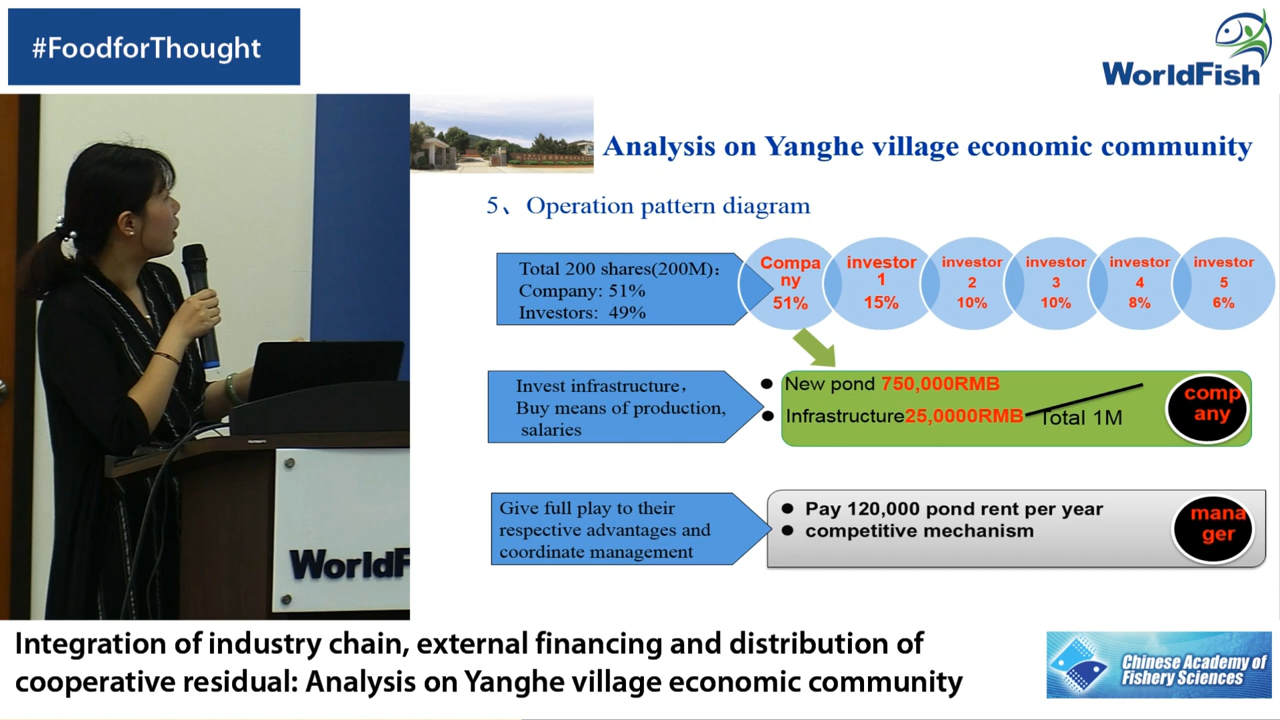 #FoodforThought
WorldFish
Analysis on Yanghe village economic community
5、Operation pattern diagram
Total 200 shares(200M):
Company: 51%
Investors: 49%
Compa
ny
51%
investor
1
15%
investor
2
10%
investor
3
10%
investor
4
8%
investor
5
6%
Invest infrastructure,
Buy means of production,
salaries
● New pond 750,000RMB
● Infrastructure25,0000RMB
Total 1M
comp
any
Give full play to their
respective advantages and
coordinate management
● Pay 120,000 pond rent per year
● competitive mechanism
mana
ger
WorldF
Integration of industry chain, external financing and distribution of
cooperative residual: Analysis on Yanghe village economic community
Chinese Academy of
Fishery Sciences